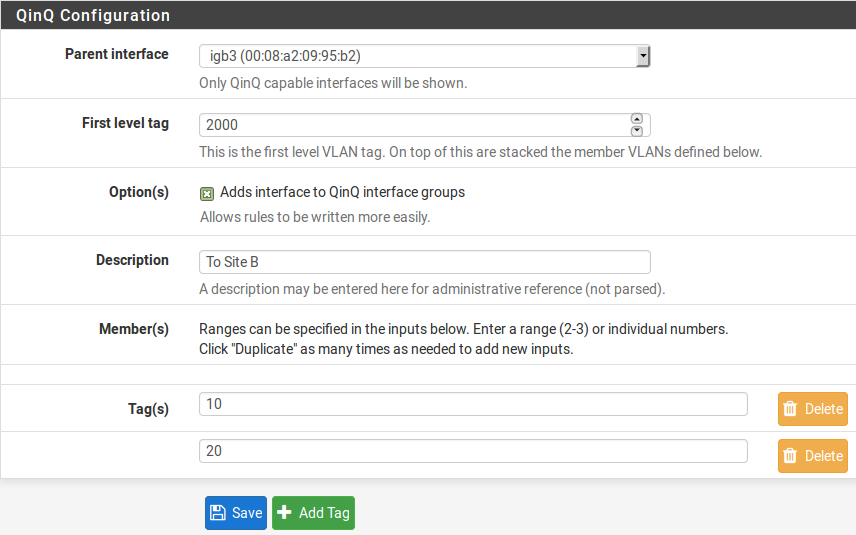 QinQ Configuration
Parent interface
igb3 (00:08:a2:09:95:b2)
Only QinQ capable interfaces will be shown.
First level tag
2000
This is the first level VLAN tag. On top of this are stacked the member VLANs defined below.
Option(s)
Adds interface to QinQ interface groups
Allows rules to be written more easily.
Description
To Site B
A description may be entered here for administrative reference (not parsed).
Member(s)
Ranges can be specified in the inputs below. Enter a range (2-3) or individual numbers.
Click "Duplicate" as many times as needed to add new inputs.
Tag(s)
10
Delete
20
Delete
Save
Add Tag